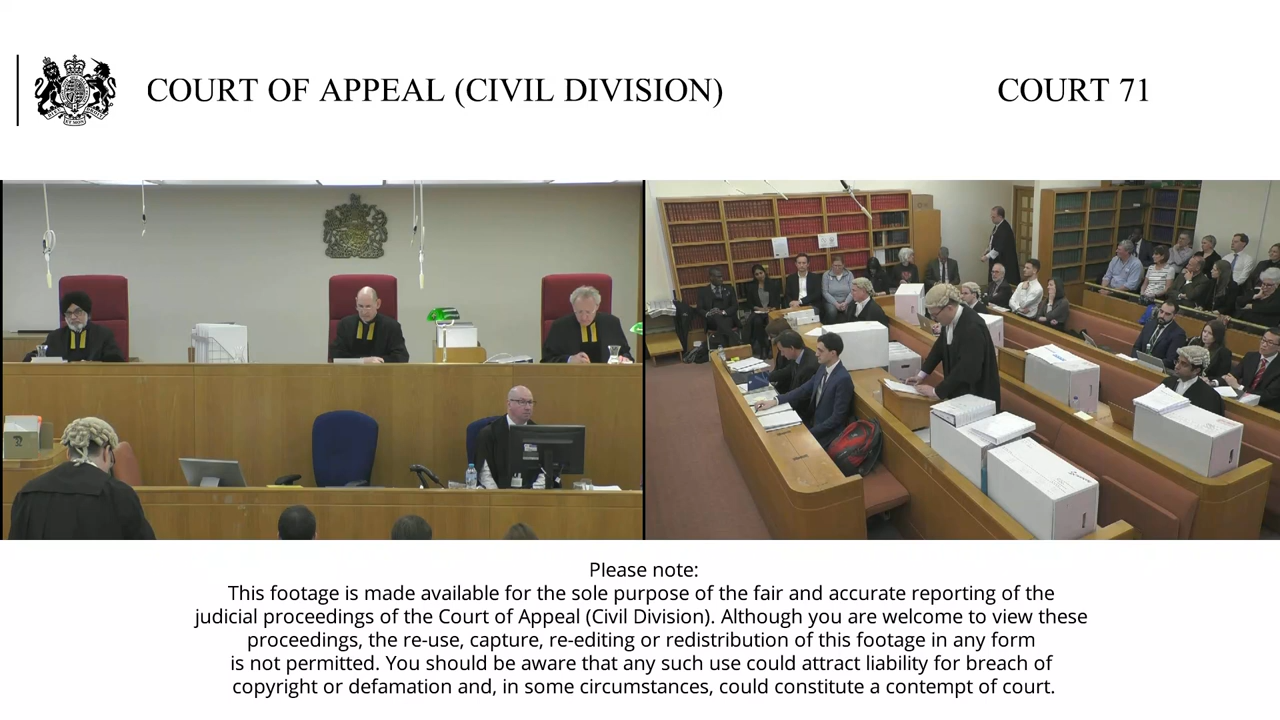 COURT OF APPEAL (CIVIL DIVISION)
COURT 71
Please note:
This footage is made available for the sole purpose of the fair and accurate reporting of the
judicial proceedings of the Court of Appeal (Civil Division). Although you are welcome to view these
proceedings, the re-use, capture, re-editing or redistribution of this footage in any form
is not permitted. You should be aware that any such use could attract liability for breach of
copyright or defamation and, in some circumstances, could constitute a contempt of court.